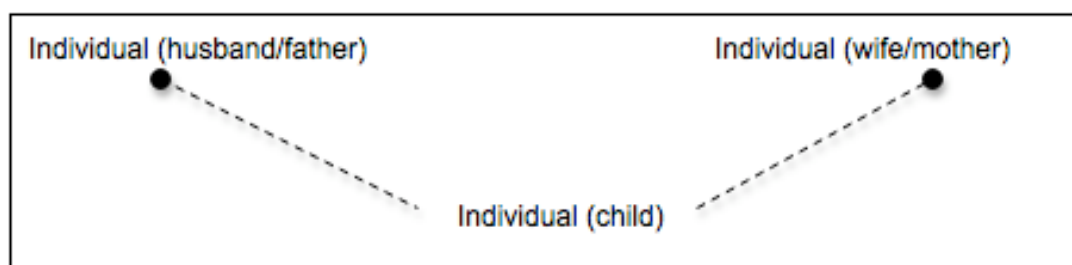 Individual (husband/father)
Individual (wife/mother)
Individual (child)